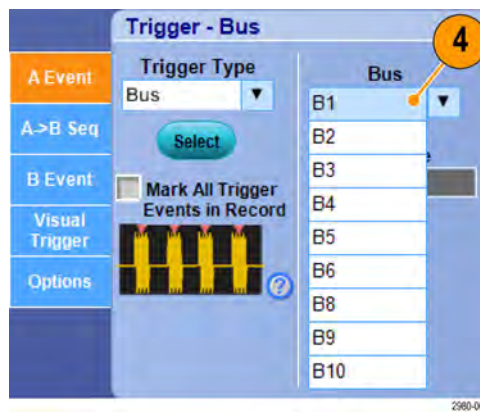 Trigger - Bus
4
A Event
A->B Seq
B Event
Visual
Trigger
Options
Trigger Type
Bus
Select
Mark All Trigger
Events in Record
Bus
B1
B2
B3
B4
B5
B6
B8
B9
B10